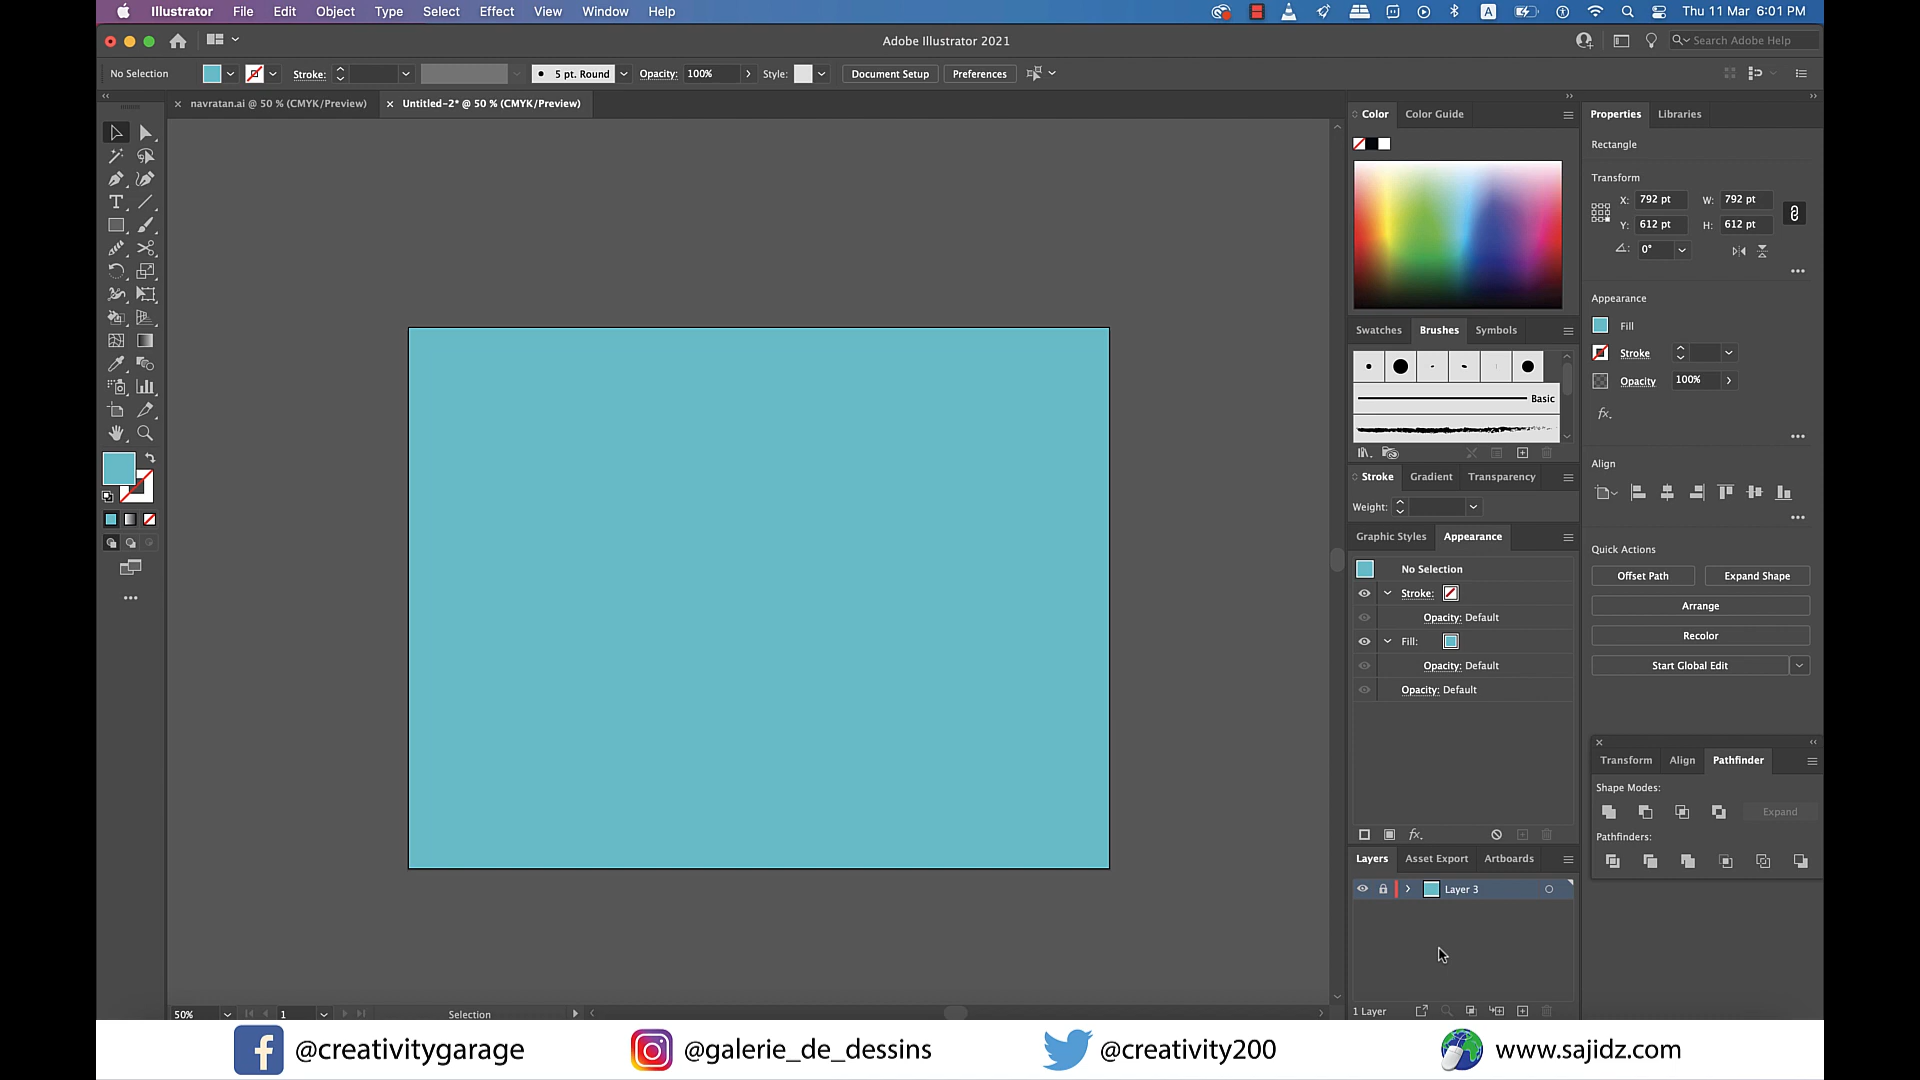 Illustrator File Edit Object Type Select Effect View Window Help A Thu 11 Mar 6:01 PM
Adobe Illustrator 2021 Search Adobe Help
No Selection Stroke: 5 pt. Round Opacity: 100% Style: Document Setup Preferences
navratan.ai @ 50 % (CMYK/Preview) Untitled-2* @ 50 % (CMYK/Preview)
Color Color Guide
Swatches Brushes Symbols
Basic
Stroke Gradient Transparency
Weight:
Graphic Styles Appearance
No Selection
Stroke:
Opacity: Default
Fill:
Opacity: Default
Opacity: Default
fx.
Layers Asset Export Artboards
Layer 3
1 Layer
Properties Libraries
Rectangle
Transform
X: 792 pt W: 792 pt
Y: 612 pt H: 612 pt
0°
Appearance
Fill
Stroke
Opacity 100%
fx.
Align
Quick Actions
Offset Path Expand Shape
Arrange
Recolor
Start Global Edit
Transform Align Pathfinder
Shape Modes:
Expand
Pathfinders:
50% 1 Selection
@creativitygarage @galerie_de_dessins @creativity200 www.sajidz.com